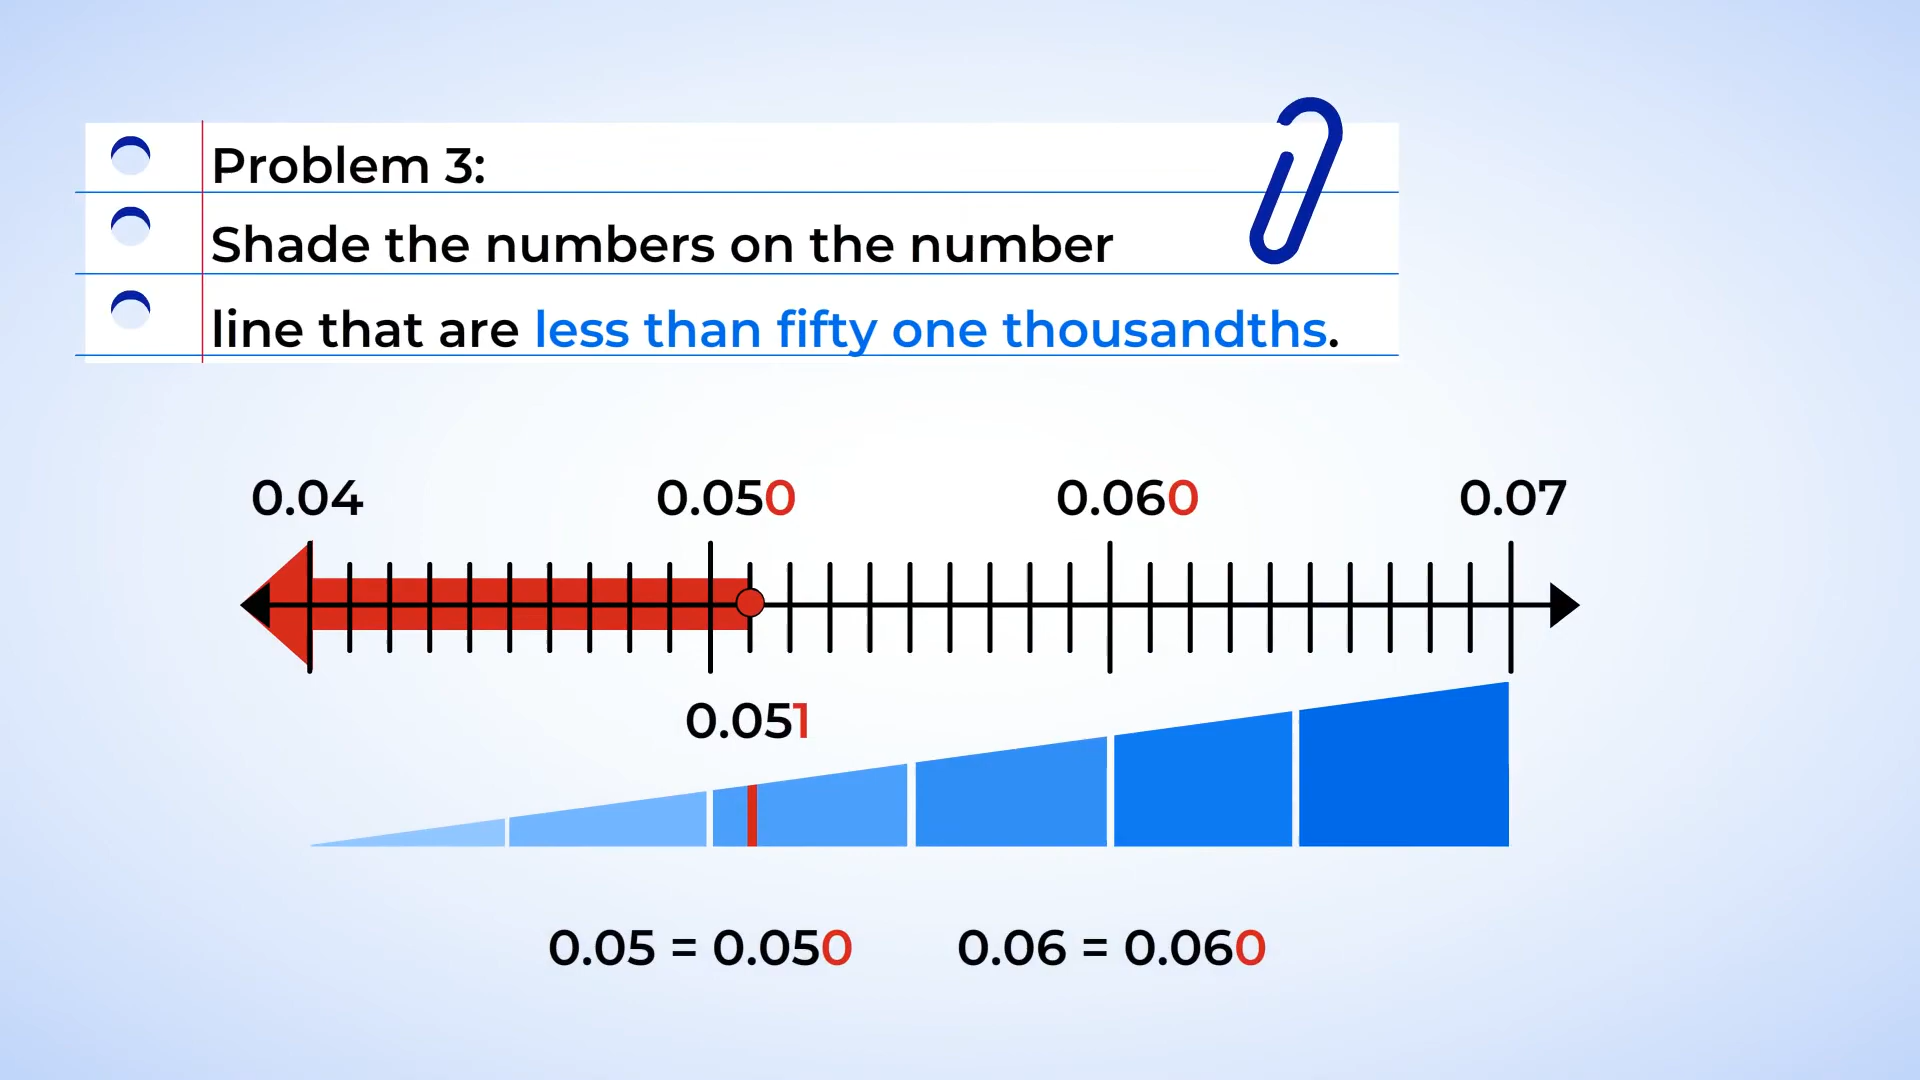 Problem 3:
Shade the numbers on the number
line that are less than fifty one thousandths.
0.04 0.050 0.060 0.07
0.051
0.05 = 0.050 0.06 = 0.060